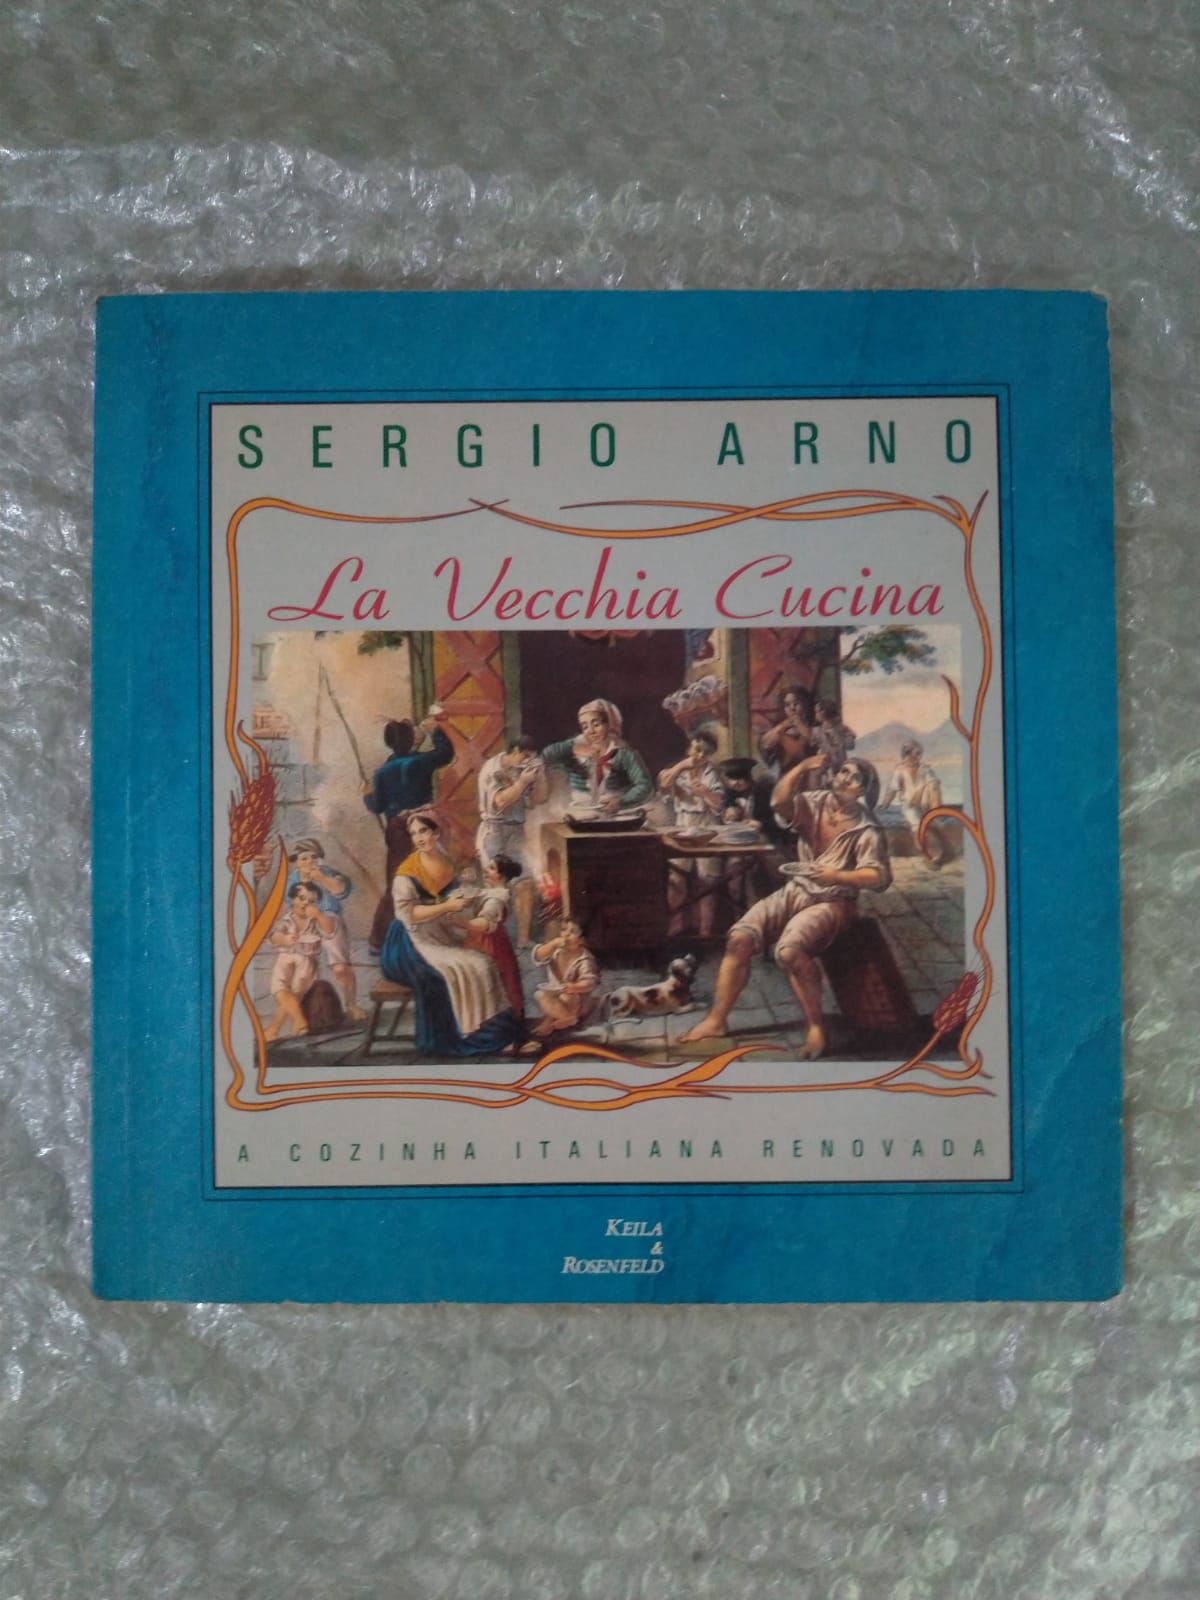 SERGIO ARNO
La Vecchia Cucina
A COZINHA ITALIANA RENOVADA
KEILA
&
ROSENFELD